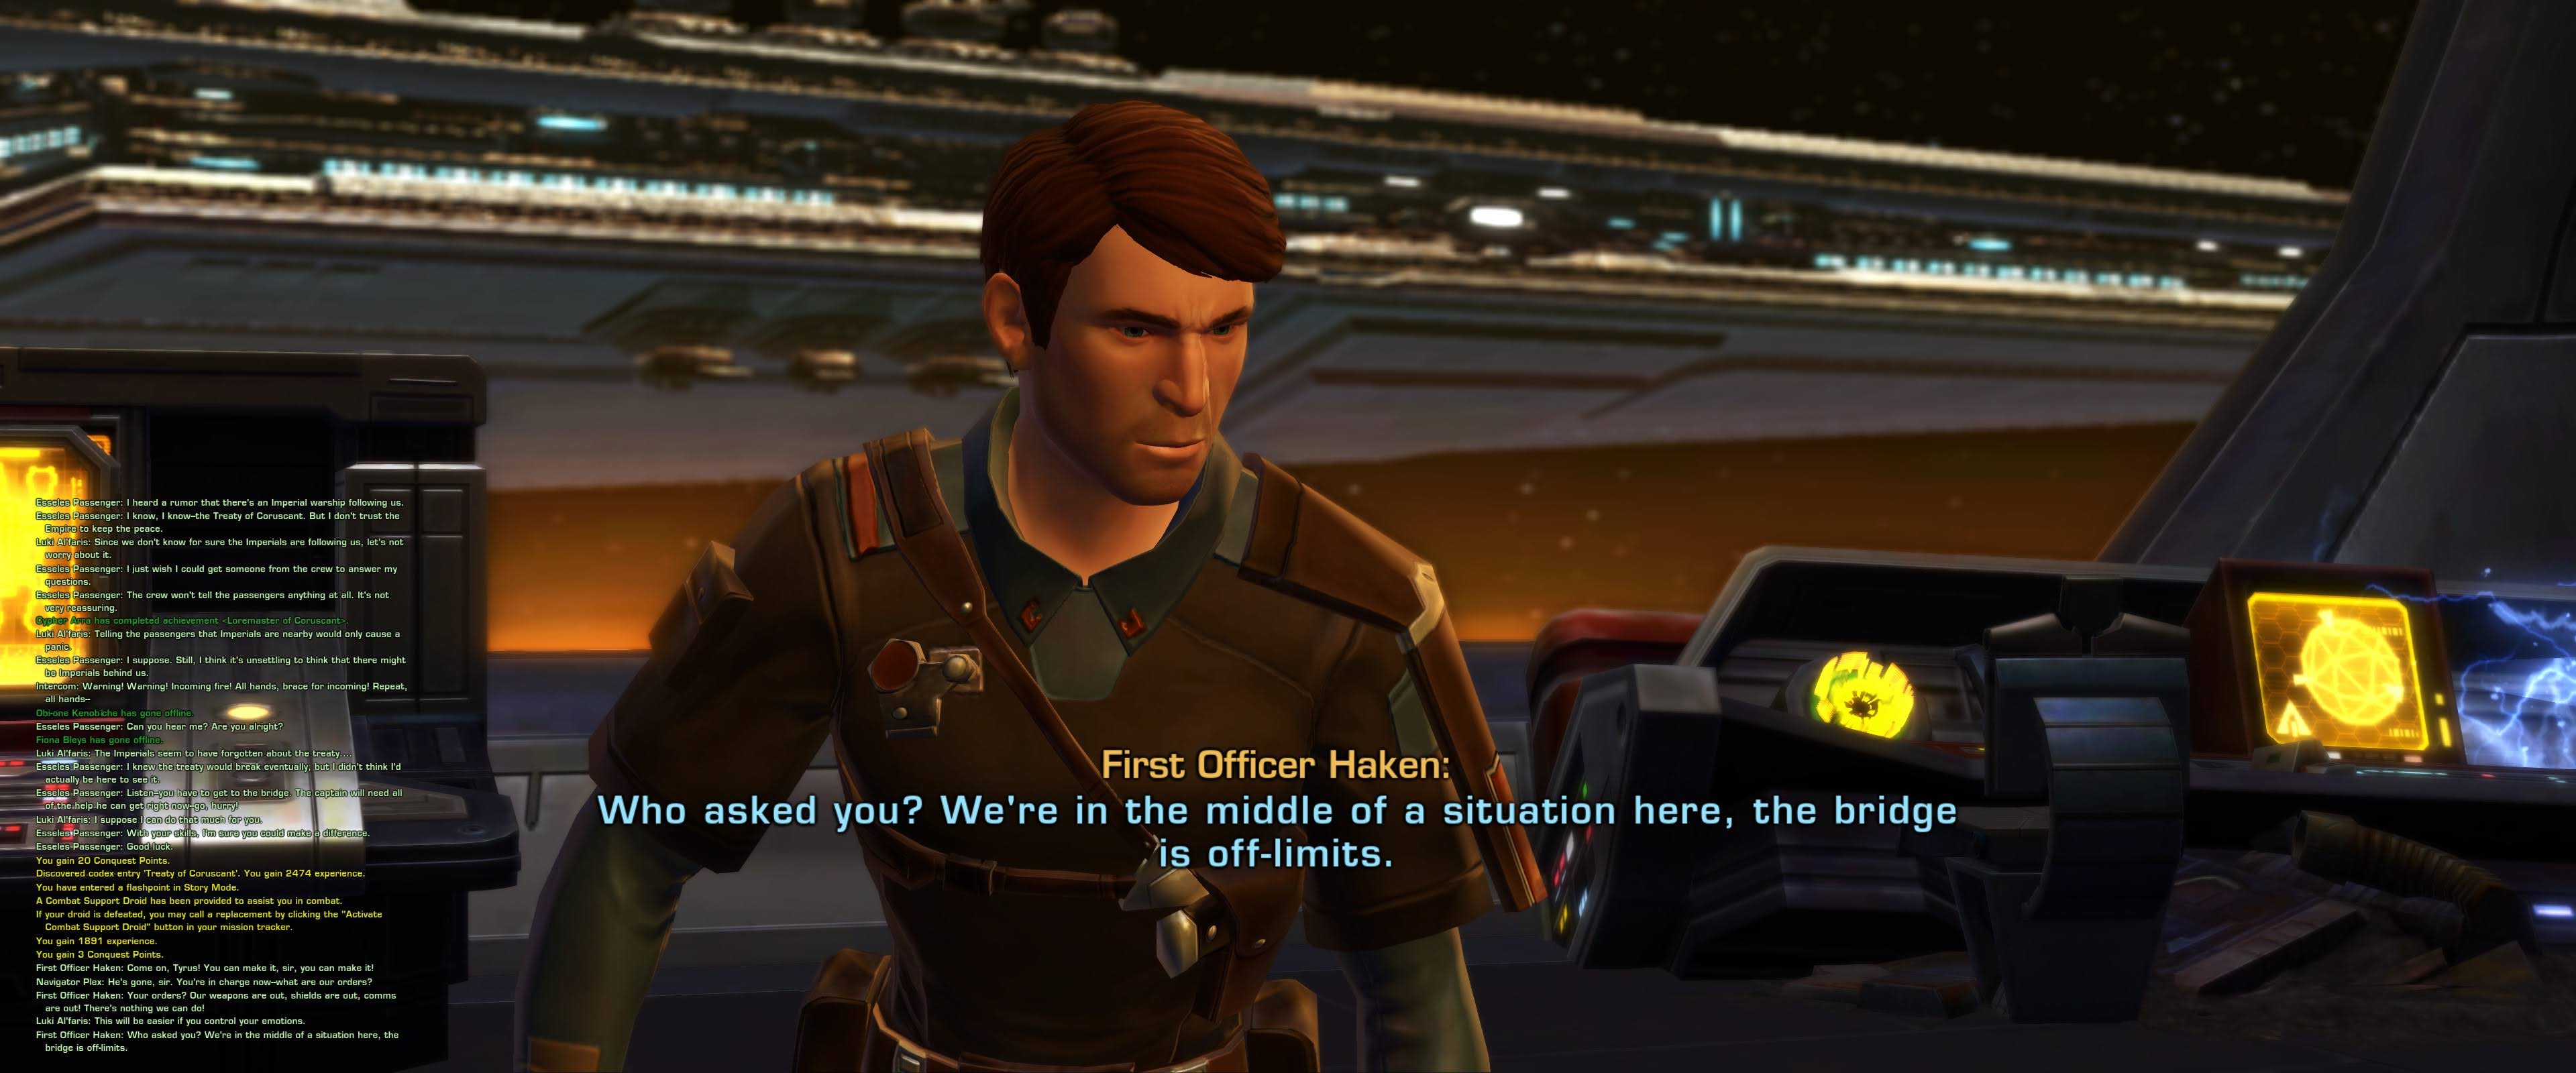 Esseles Passenger: I heard a rumor that there's an Imperial warship following us.
Esseles Passenger: I know, I know—the Treaty of Coruscant. But I don't trust the
Empire to keep the peace.
Luki Al'faris: Since we don't know for sure the Imperials are following us, let's not
worry about it.
Esseles Passenger: I just wish I could get someone from the crew to answer my
questions.
Esseles Passenger: The crew won't tell the passengers anything at all. It's not
very reassuring.
Cypher Arra has completed achievement <Loremaster of Coruscant>.
Luki Al'faris: Telling the passengers that Imperials are nearby would only cause a
panic.
Esseles Passenger: I suppose. Still, I think it's unsettling to think that there might
be Imperials behind us.
Intercom: Warning! Warning! Incoming fire! All hands, brace for incoming! Repeat,
all hands—
Obi-one Kenobiche has gone offline.
Esseles Passenger: Can you hear me? Are you alright?
Fiona Bleys has gone offline.
Luki Al'faris: The Imperials seem to have forgotten about the treaty....
Esseles Passenger: I knew the treaty would break eventually, but I didn't think I'd
actually be here to see it.
Esseles Passenger: Listen—you have to get to the bridge. The captain will need all
of the help he can get right now—go, hurry!
Luki Al'faris: I suppose I can do that much for you.
Esseles Passenger: With your skills, I'm sure you could make a difference.
Esseles Passenger: Good luck.
You gain 20 Conquest Points.
Discovered codex entry 'Treaty of Coruscant'. You gain 2474 experience.
You have entered a flashpoint in Story Mode.
A Combat Support Droid has been provided to assist you in combat.
If your droid is defeated, you may call a replacement by clicking the "Activate
Combat Support Droid" button in your mission tracker.
You gain 1891 experience.
You gain 3 Conquest Points.
First Officer Haken: Come on, Tyrus! You can make it, sir, you can make it!
Navigator Plex: He's gone, sir. You're in charge now—what are our orders?
First Officer Haken: Your orders? Our weapons are out, shields are out, comms
are out! There's nothing we can do!
Luki Al'faris: This will be easier if you control your emotions.
First Officer Haken: Who asked you? We're in the middle of a situation here, the
bridge is off-limits.
First Officer Haken:
Who asked you? We're in the middle of a situation here, the bridge
is off-limits.